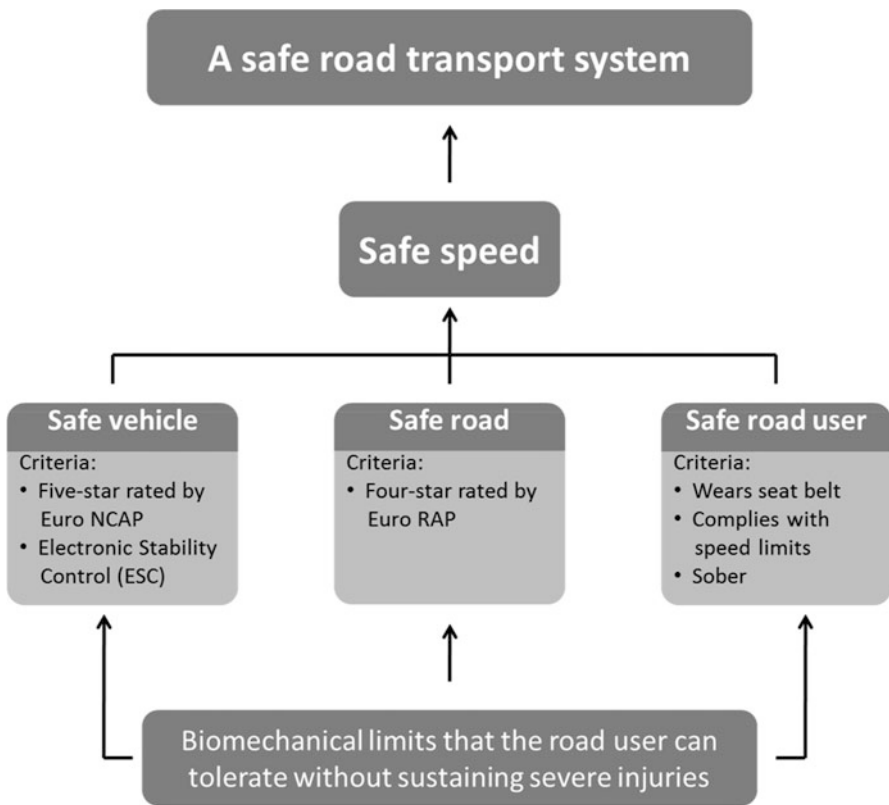 A safe road transport system
Safe speed
Safe vehicle
Criteria:
• Five-star rated by
Euro NCAP
• Electronic Stability
Control (ESC)
Safe road
Criteria:
• Four-star rated by
Euro RAP
Safe road user
Criteria:
• Wears seat belt
• Complies with
speed limits
• Sober
Biomechanical limits that the road user can
tolerate without sustaining severe injuries